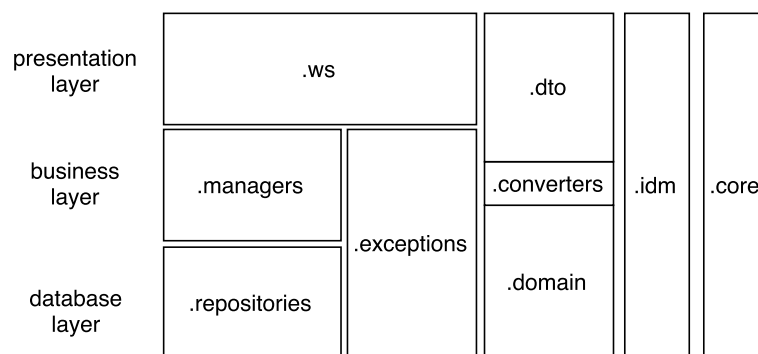 presentation
layer
.ws
.dto
business
layer
.managers
.converters
.idm
.core
.exceptions
.domain
database
layer
.repositories